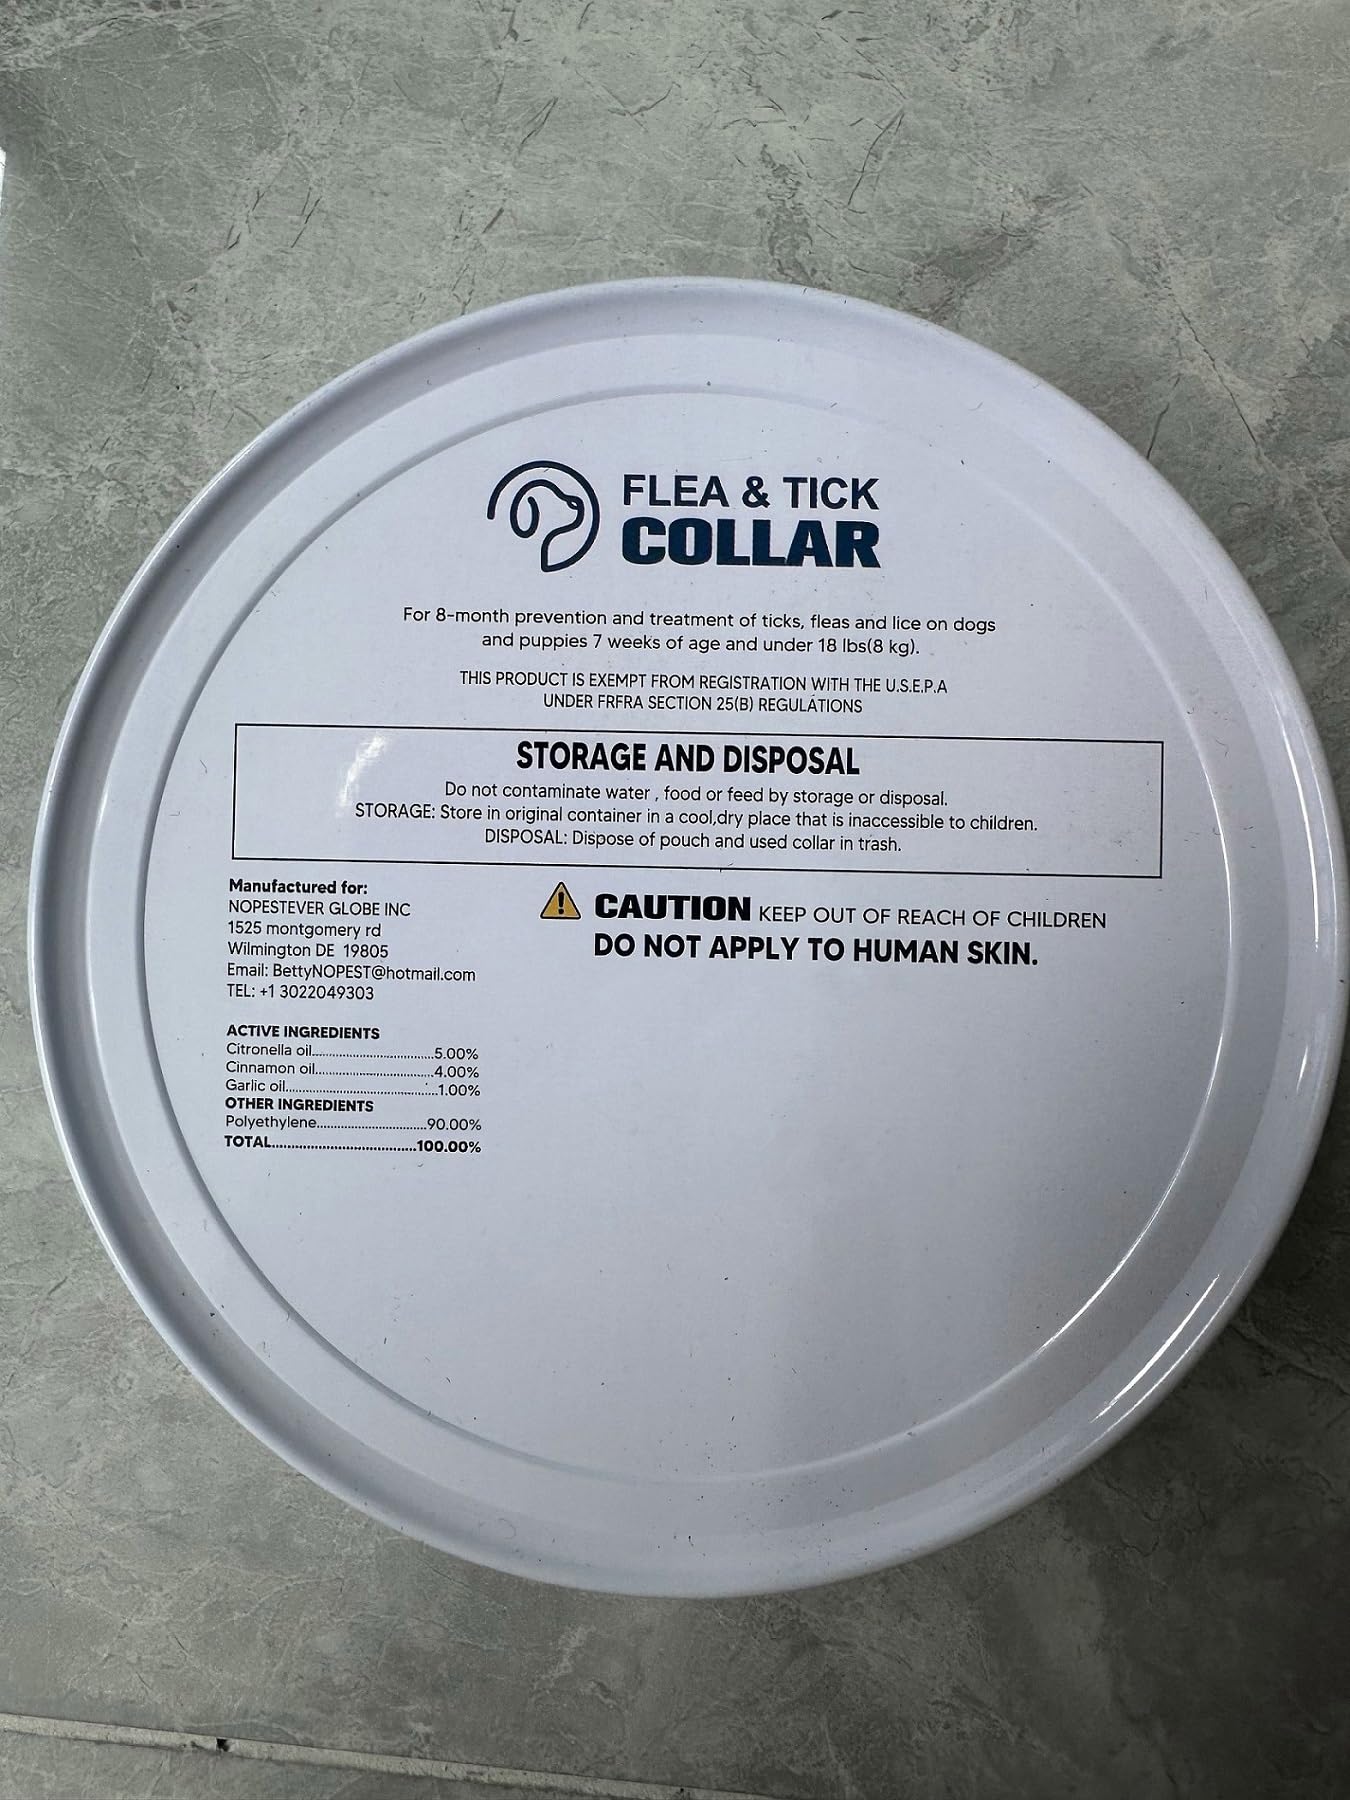 FLEA & TICK
COLLAR
For 8-month prevention and treatment of ticks, fleas and lice on dogs
and puppies 7 weeks of age and under 18 lbs(8 kg).
THIS PRODUCT IS EXEMPT FROM REGISTRATION WITH THE U.S.E.P.A
UNDER FRFRA SECTION 25(B) REGULATIONS
STORAGE AND DISPOSAL
Do not contaminate water , food or feed by storage or disposal.
STORAGE: Store in original container in a cool,dry place that is inaccessible to children.
DISPOSAL: Dispose of pouch and used collar in trash.
Manufactured for:
NOPESTEVER GLOBE INC
1525 montgomery rd
Wilmington DE 19805
Email: BettyNOPEST@hotmail.com
TEL: +1 3022049303
CAUTION KEEP OUT OF REACH OF CHILDREN
DO NOT APPLY TO HUMAN SKIN.
ACTIVE INGREDIENTS
Citronella oil.................................5.00%
Cinnamon oil................................4.00%
Garlic oil........................................1.00%
OTHER INGREDIENTS
Polyethylene..............................90.00%
TOTAL.....................................100.00%